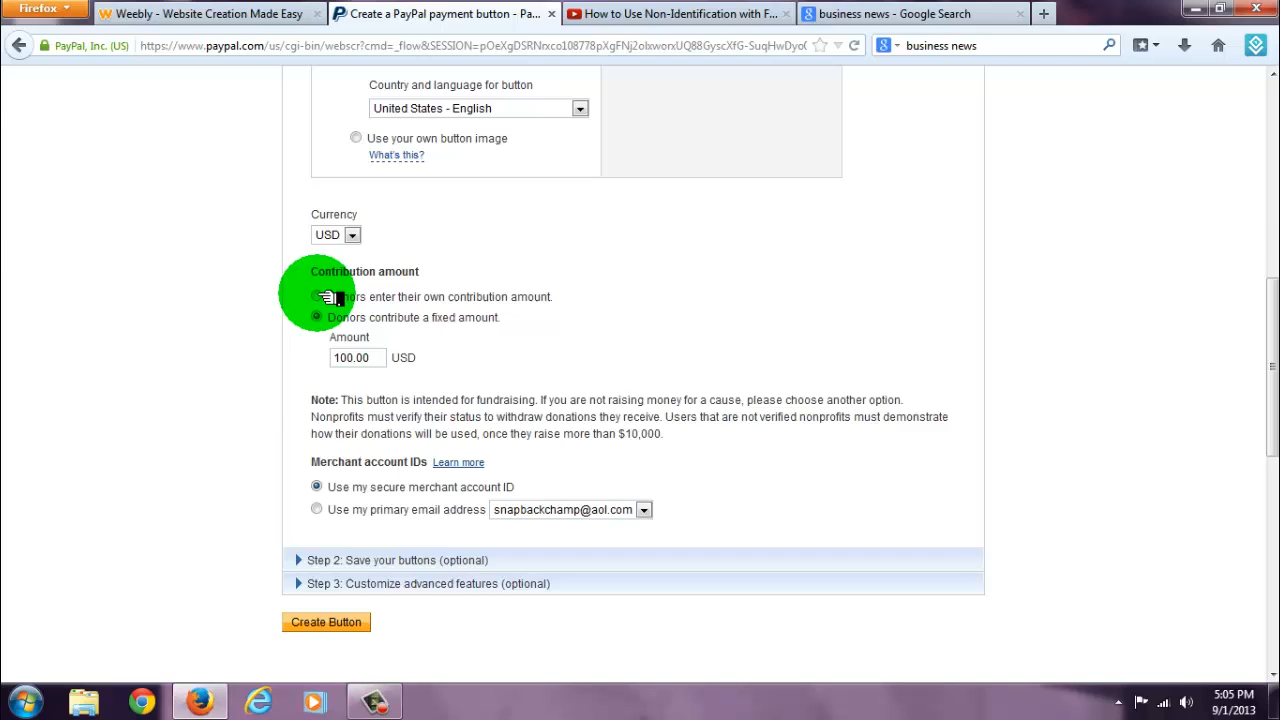 Firefox
Weebly - Website Creation Made Easy
Create a PayPal payment button - Pa...
How to Use Non-Identification with F...
business news - Google Search
PayPal, Inc. (US)
business news
Country and language for button
United States - English
Use your own button image
What's this?
Currency
USD
Contribution amount
enter their own contribution amount.
Donors contribute a fixed amount.
Amount
100.00 USD
Note: This button is intended for fundraising. If you are not raising money for a cause, please choose another option.
Nonprofits must verify their status to withdraw donations they receive. Users that are not verified nonprofits must demonstrate
how their donations will be used, once they raise more than $10,000.
Merchant account IDs Learn more
Use my secure merchant account ID
Use my primary email address snapbackchamp@aol.com
Step 2: Save your buttons (optional)
Step 3: Customize advanced features (optional)
Create Button
5:05 PM
9/1/2013